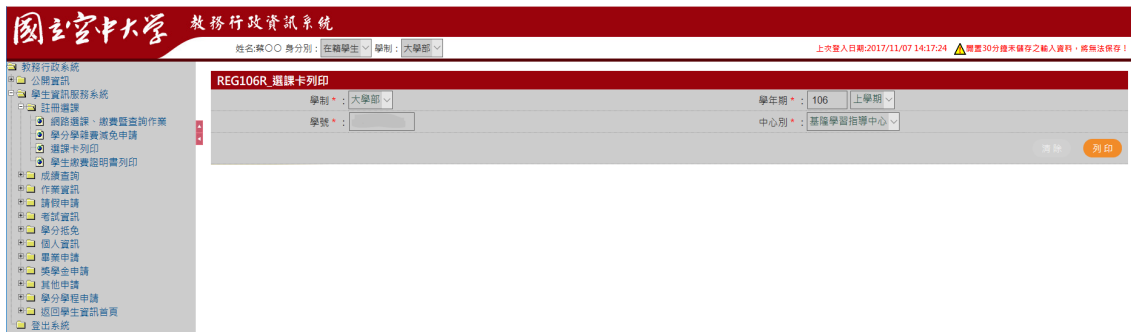 國立空中大學 教務行政資訊系統
姓名:蔡○○ 身分別: 在籍學生 學制: 大學部 上次登入日期:2017/11/07 14:17:24 閒置30分鐘未儲存之輸入資料，將無法保存！
教務行政系統
公開資訊
學生資訊服務系統
註冊選課
網路選課、繳費暨查詢作業
學分學雜費減免申請
選課卡列印
學生繳費證明書列印
成績查詢
作業資訊
請假申請
考試資訊
學分抵免
個人資訊
畢業申請
獎學金申請
其他申請
學分學程申請
返回學生資訊首頁
登出系統
REG106R_選課卡列印
學制*: 大學部 學年期*: 106 上學期
學號*: 中心別*: 基隆學習指導中心
清除 列印